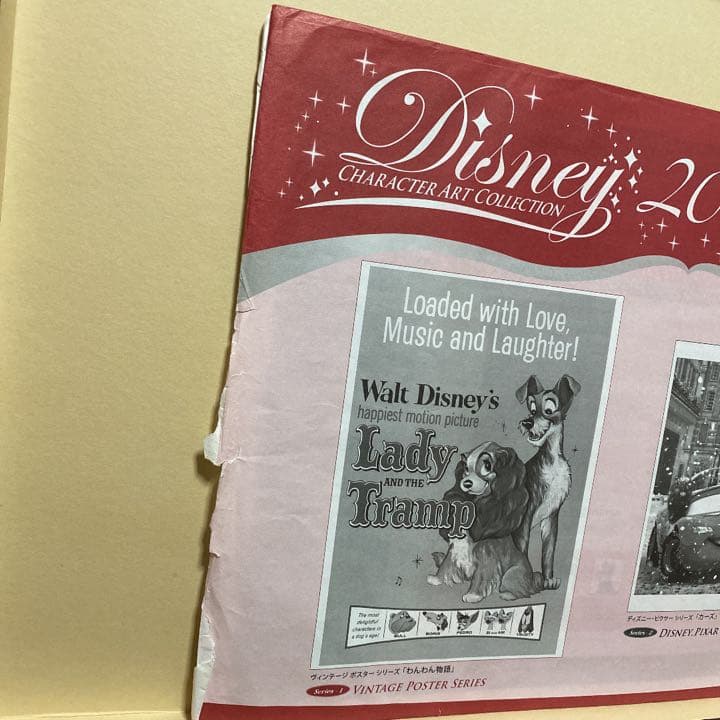 Disney 20
CHARACTER ART COLLECTION
Loaded with Love,
Music and Laughter!
Walt Disney's
happiest motion picture
Lady
AND THE
Tramp
The most
delightful
characters in
a dog's age!
BULL
BORIS
PEDRO
ヴィンテージ ポスター シリーズ「わんわん物語」
Series - 1 VINTAGE POSTER SERIES
ディズニー・ピクサー シリーズ 「カーズ」
Series - 2 DISNEY.PIXAR